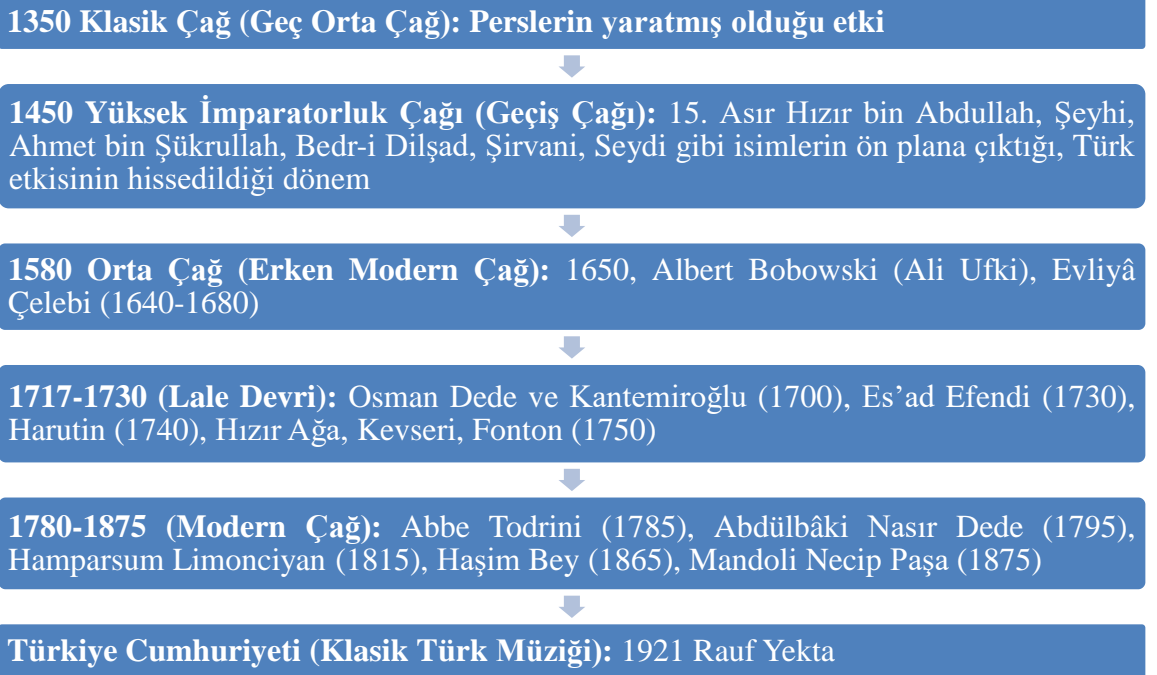 1350 Klasik Çağ (Geç Orta Çağ): Perslerin yaratmış olduğu etki
1450 Yüksek İmparatorluk Çağı (Geçiş Çağı): 15. Asır Hızır bin Abdullah, Şeyhi,
Ahmet bin Şükrullah, Bedr-i Dilşad, Şirvani, Seydi gibi isimlerin ön plana çıktığı, Türk
etkisinin hissedildiği dönem
1580 Orta Çağ (Erken Modern Çağ): 1650, Albert Bobowski (Ali Ufki), Evliyâ
Çelebi (1640-1680)
1717-1730 (Lale Devri): Osman Dede ve Kantemiroğlu (1700), Es’ad Efendi (1730),
Harutin (1740), Hızır Ağa, Kevseri, Fonton (1750)
1780-1875 (Modern Çağ): Abbe Todrini (1785), Abdülbâki Nasır Dede (1795),
Hamparsum Limonciyan (1815), Haşim Bey (1865), Mandoli Necip Paşa (1875)
Türkiye Cumhuriyeti (Klasik Türk Müziği): 1921 Rauf Yekta